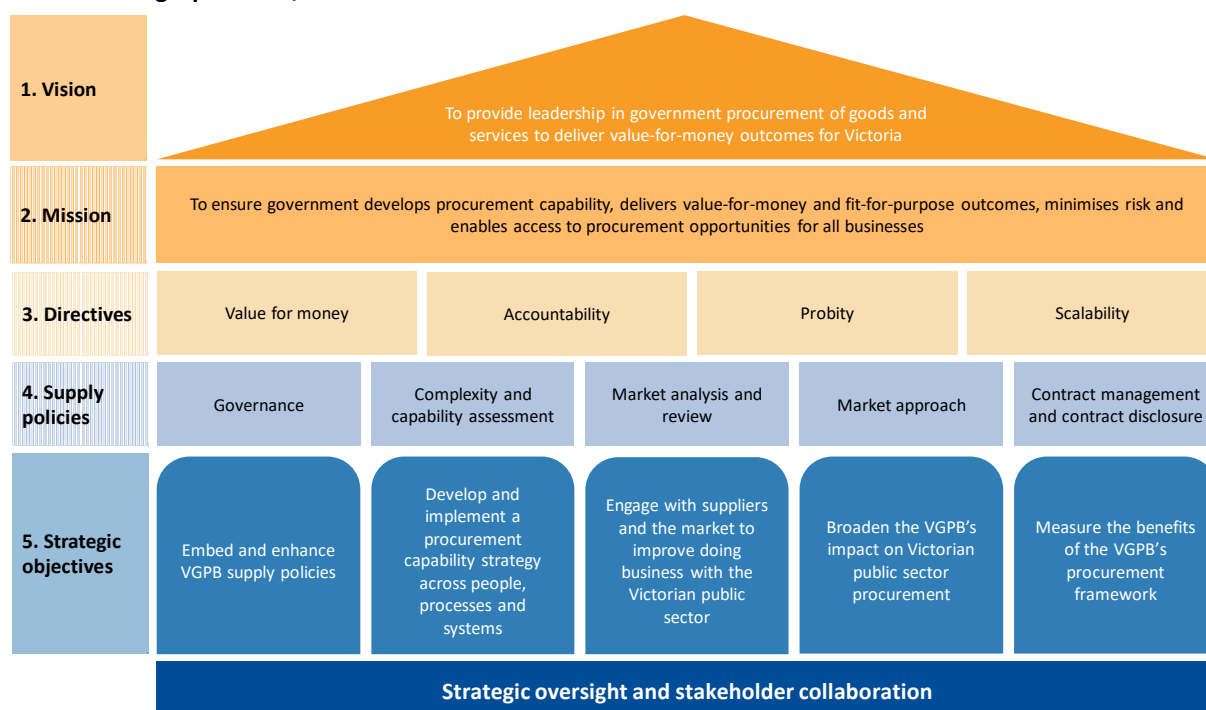 1. Vision
To provide leadership in government procurement of goods and
services to deliver value-for-money outcomes for Victoria
2. Mission
To ensure government develops procurement capability, delivers value-for-money and fit-for-purpose outcomes, minimises risk and
enables access to procurement opportunities for all businesses
3. Directives
Value for money
Accountability
Probity
Scalability
4. Supply
policies
Governance
Complexity and
capability assessment
Market analysis and
review
Market approach
Contract management
and contract disclosure
5. Strategic
objectives
Embed and enhance
VGPB supply policies
Develop and
implement a
procurement
capability strategy
across people,
processes and
systems
Engage with suppliers
and the market to
improve doing
business with the
Victorian public
sector
Broaden the VGPB's
impact on Victorian
public sector
procurement
Measure the benefits
of the VGPB's
procurement
framework
Strategic oversight and stakeholder collaboration